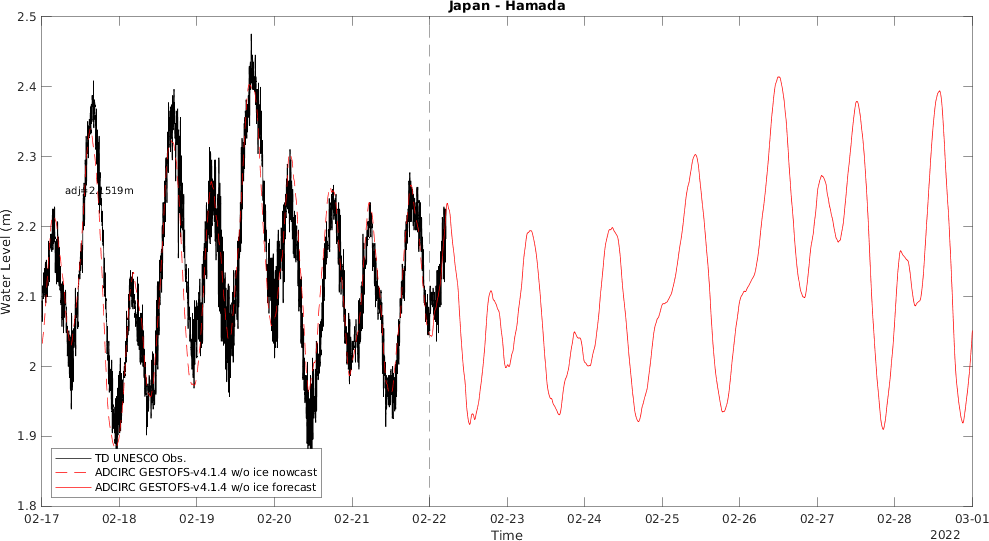 Japan - Hamada
2.5
2.4
2.3
2.2
2.1
2
1.9
1.8
Water Level (m)
adj=2.1519m
TD UNESCO Obs.
ADCIRC GESTOFS-v4.1.4 w/o ice nowcast
ADCIRC GESTOFS-v4.1.4 w/o ice forecast
02-17 02-18 02-19 02-20 02-21 02-22 02-23 02-24 02-25 02-26 02-27 02-28 03-01
Time
2022